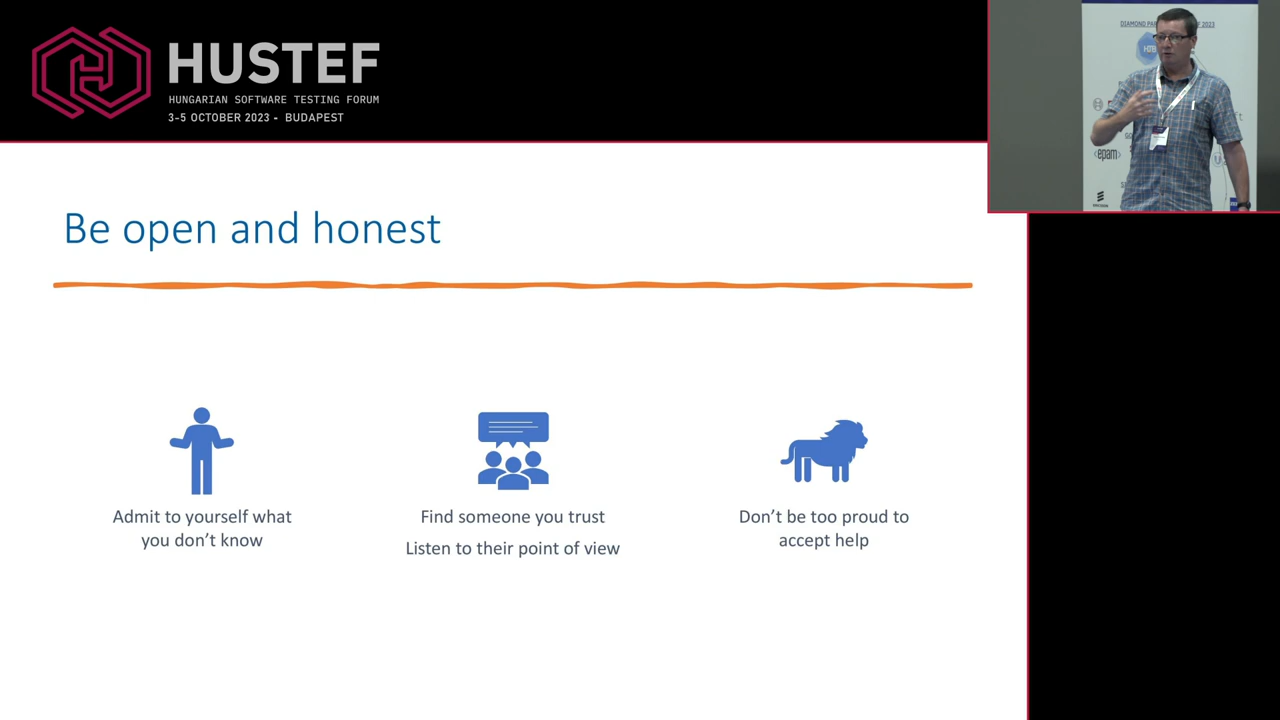 HUSTEF
HUNGARIAN SOFTWARE TESTING FORUM
3-5 OCTOBER 2023 - BUDAPEST
Be open and honest
Admit to yourself what
you don't know
Find someone you trust
Listen to their point of view
Don't be too proud to
accept help
<epam>
ERICSSON